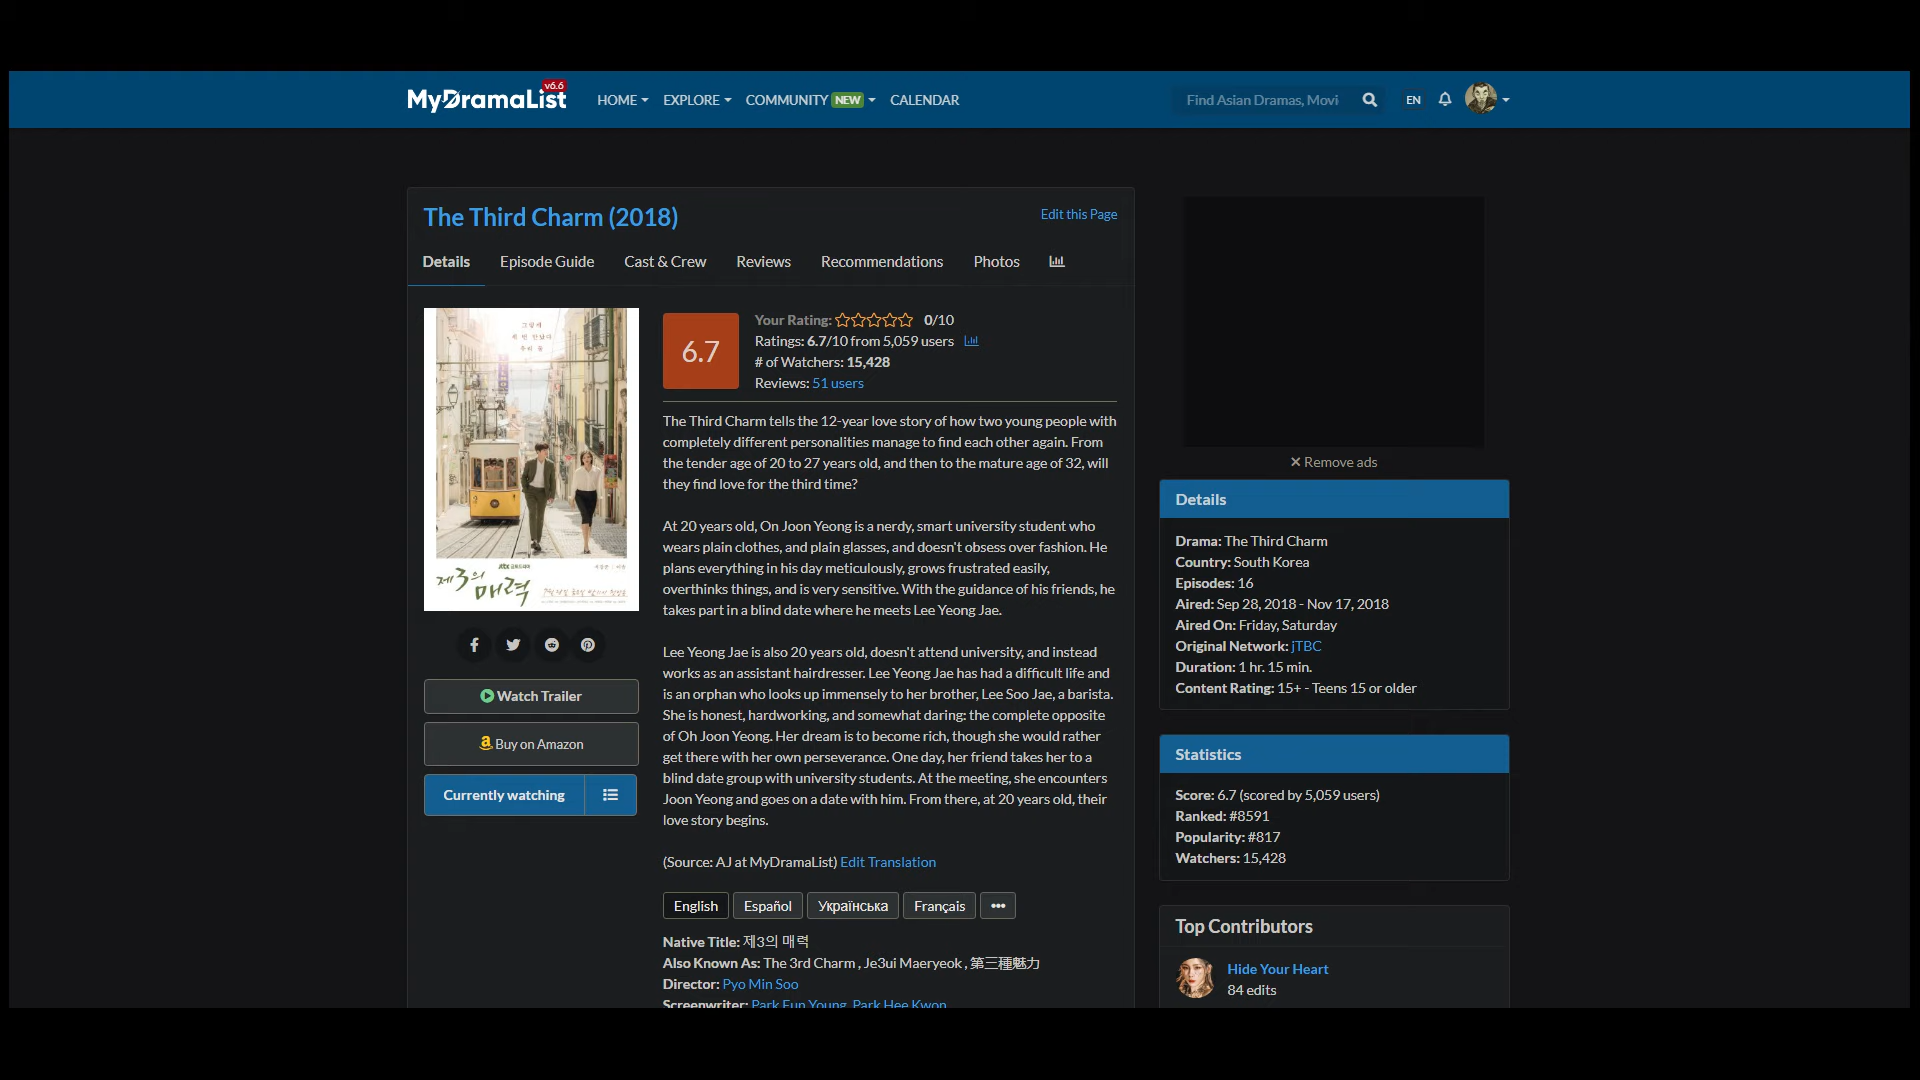 MyDramaList v6.6 HOME EXPLORE COMMUNITY NEW CALENDAR Find Asian Dramas, Movi EN
The Third Charm (2018) Edit this Page
Details Episode Guide Cast & Crew Reviews Recommendations Photos
그렇게
세 번 만났다
우리 둘
제3의
매력
6.7
Your Rating: 0/10
Ratings: 6.7/10 from 5,059 users
# of Watchers: 15,428
Reviews: 51 users
The Third Charm tells the 12-year love story of how two young people with
completely different personalities manage to find each other again. From
the tender age of 20 to 27 years old, and then to the mature age of 32, will
they find love for the third time?
At 20 years old, On Joon Yeong is a nerdy, smart university student who
wears plain clothes, and plain glasses, and doesn't obsess over fashion. He
plans everything in his day meticulously, grows frustrated easily,
overthinks things, and is very sensitive. With the guidance of his friends, he
takes part in a blind date where he meets Lee Yeong Jae.
Lee Yeong Jae is also 20 years old, doesn't attend university, and instead
works as an assistant hairdresser. Lee Yeong Jae has had a difficult life and
is an orphan who looks up immensely to her brother, Lee Soo Jae, a barista.
She is honest, hardworking, and somewhat daring: the complete opposite
of Oh Joon Yeong. Her dream is to become rich, though she would rather
get there with her own perseverance. One day, her friend takes her to a
blind date group with university students. At the meeting, she encounters
Joon Yeong and goes on a date with him. From there, at 20 years old, their
love story begins.
(Source: AJ at MyDramaList) Edit Translation
English Español Українська Français •••
Native Title: 제3의 매력
Also Known As: The 3rd Charm , Je3ui Maeryeok , 第三種魅力
Director: Pyo Min Soo
Screenwriter: Park Eun Young, Park Hee Kwon
Watch Trailer
Buy on Amazon
Currently watching
Remove ads
Details
Drama: The Third Charm
Country: South Korea
Episodes: 16
Aired: Sep 28, 2018 - Nov 17, 2018
Aired On: Friday, Saturday
Original Network: jTBC
Duration: 1 hr. 15 min.
Content Rating: 15+ - Teens 15 or older
Statistics
Score: 6.7 (scored by 5,059 users)
Ranked: #8591
Popularity: #817
Watchers: 15,428
Top Contributors
Hide Your Heart
84 edits